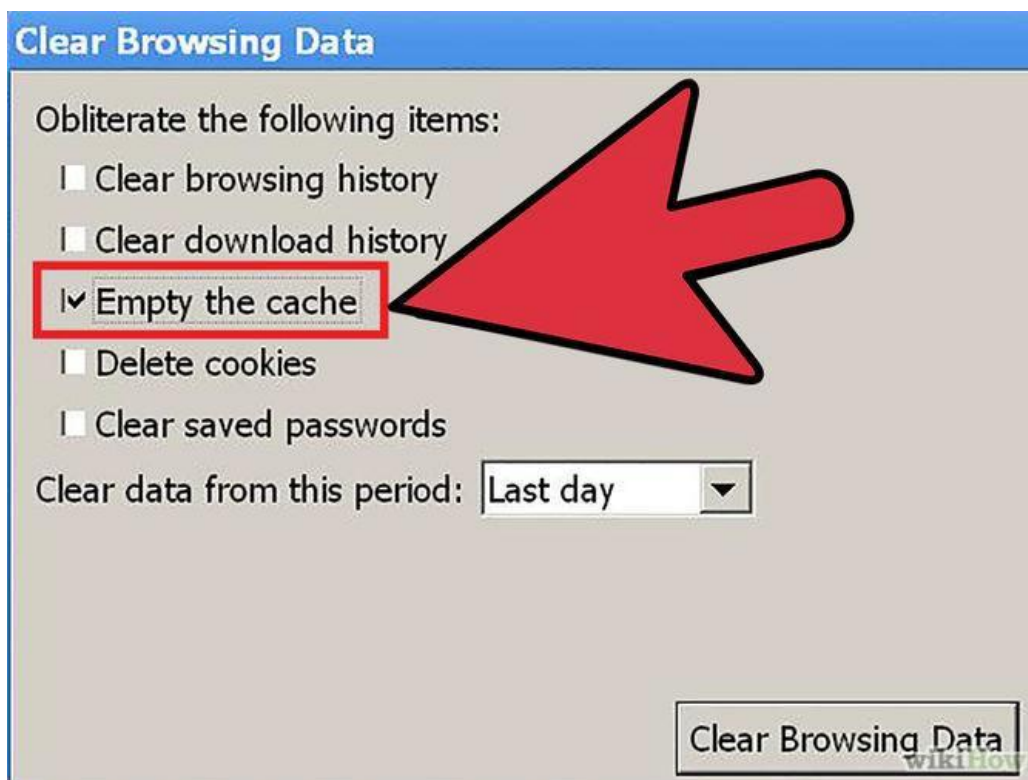 Clear Browsing Data
Obliterate the following items:
Clear browsing history
Clear download history
Empty the cache
Delete cookies
Clear saved passwords
Clear data from this period: Last day
Clear Browsing Data
wikiHow